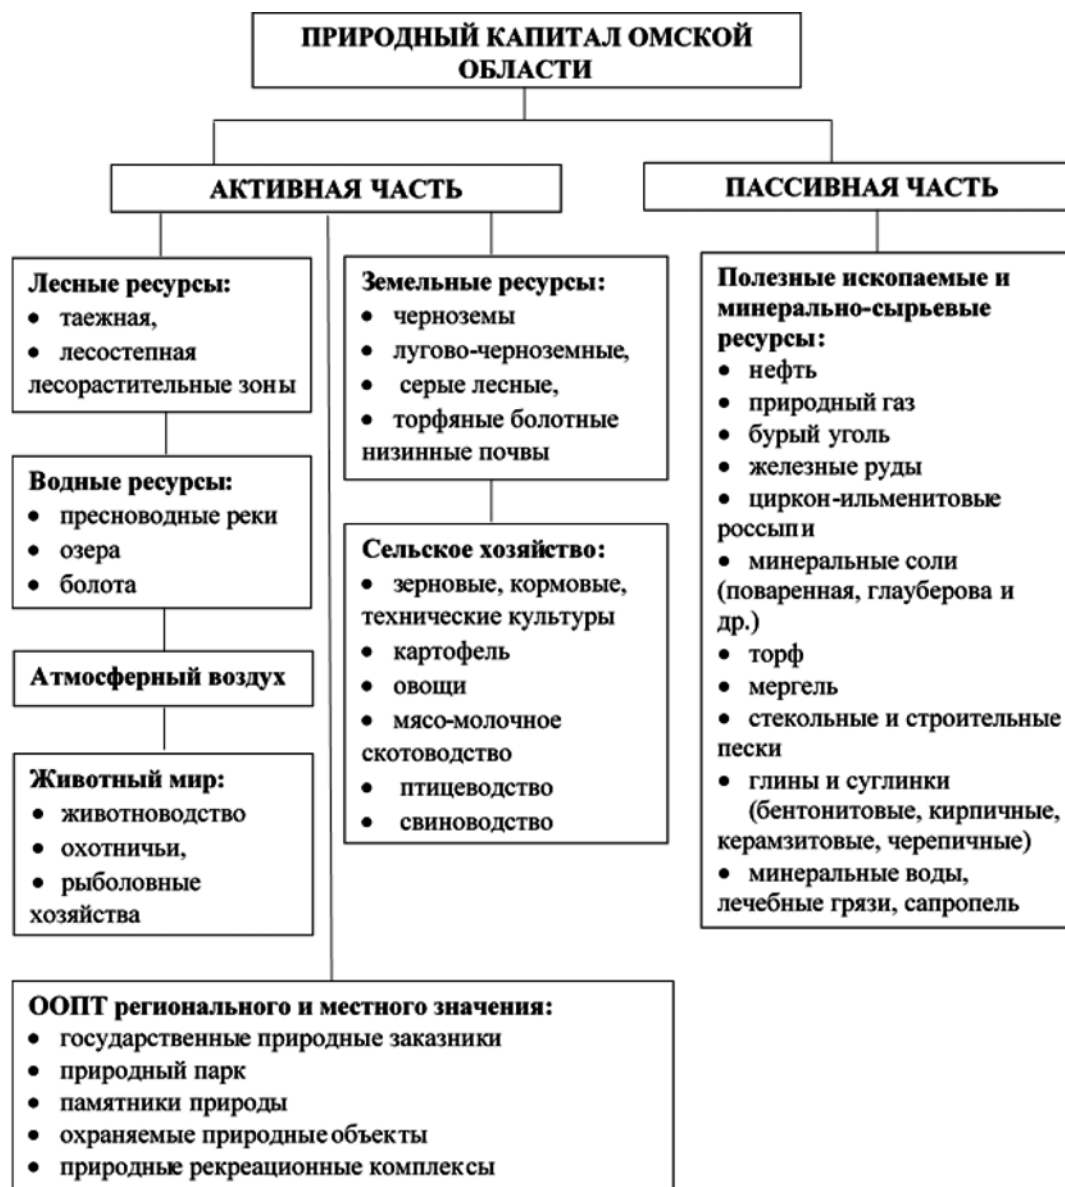 ПРИРОДНЫЙ КАПИТАЛ ОМСКОЙ
ОБЛАСТИ
АКТИВНАЯ ЧАСТЬ
ПАССИВНАЯ ЧАСТЬ
Лесные ресурсы:
• таежная,
• лесостепная
лесорастительные зоны
Водные ресурсы:
• пресноводные реки
• озера
• болота
Атмосферный воздух
Животный мир:
• животноводство
• охотничьи,
• рыболовные
хозяйства
Земельные ресурсы:
• черноземы
• лугово-черноземные,
• серые лесные,
• торфяные болотные
низинные почвы
Сельское хозяйство:
• зерновые, кормовые,
технические культуры
• картофель
• овощи
• мясо-молочное
скотоводство
• птицеводство
• свиноводство
Полезные ископаемые и
минерально-сырьевые
ресурсы:
• нефть
• природный газ
• бурый уголь
• железные руды
• циркон-ильменитовые
россыпи
• минеральные соли
(поваренная, глауберова и
др.)
• торф
• мергель
• стекольные и строительные
пески
• глины и суглинки
(бентонитовые, кирпичные,
керамзитовые, черепичные)
• минеральные воды,
лечебные грязи, сапропель
ООПТ регионального и местного значения:
• государственные природные заказники
• природный парк
• памятники природы
• охраняемые природные объекты
• природные рекреационные комплексы